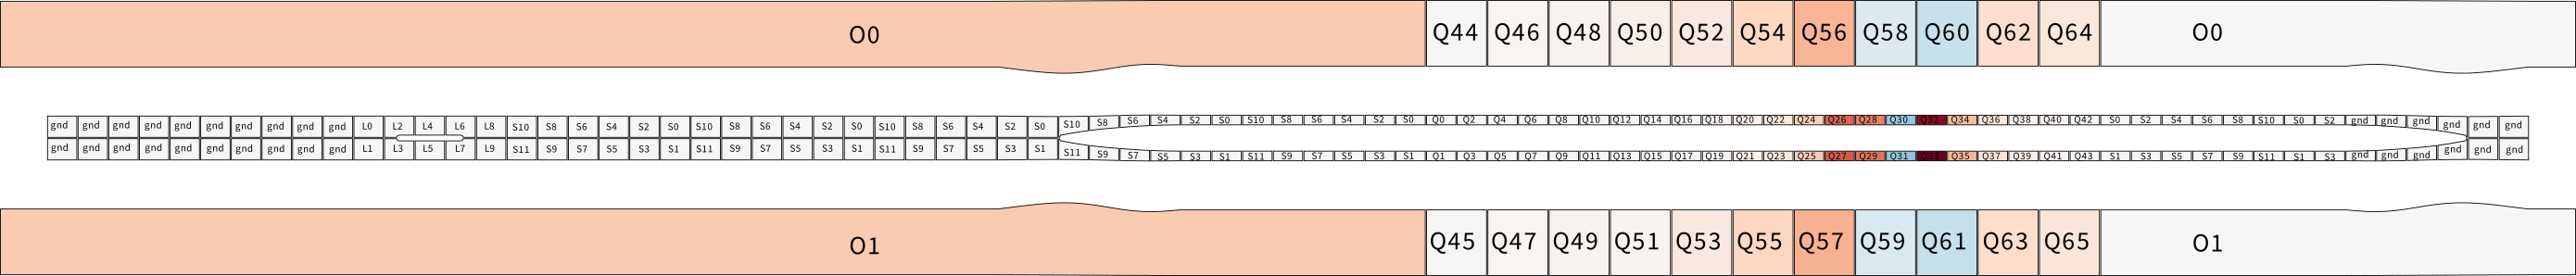 O0 Q44 Q46 Q48 Q50 Q52 Q54 Q56 Q58 Q60 Q62 Q64 O0
gnd gnd gnd gnd gnd gnd gnd gnd gnd gnd L0 L2 L4 L6 L8 S10 S8 S6 S4 S2 S0 S10 S8 S6 S4 S2 S0 S10 S8 S6 S4 S2 S0 S10 S8 S6 S4 S2 S0 S10 S8 S6 S4 S2 S0 Q0 Q2 Q4 Q6 Q8 Q10 Q12 Q14 Q16 Q18 Q20 Q22 Q24 Q26 Q28 Q30 Q32 Q34 Q36 Q38 Q40 Q42 S0 S2 S4 S6 S8 S10 S0 S2 gnd gnd gnd gnd gnd gnd
gnd gnd gnd gnd gnd gnd gnd gnd gnd gnd L1 L3 L5 L7 L9 S11 S9 S7 S5 S3 S1 S11 S9 S7 S5 S3 S1 S11 S9 S7 S5 S3 S1 S11 S9 S7 S5 S3 S1 S11 S9 S7 S5 S3 S1 Q1 Q3 Q5 Q7 Q9 Q11 Q13 Q15 Q17 Q19 Q21 Q23 Q25 Q27 Q29 Q31 Q33 Q35 Q37 Q39 Q41 Q43 S1 S3 S5 S7 S9 S11 S1 S3 gnd gnd gnd gnd gnd gnd
O1 Q45 Q47 Q49 Q51 Q53 Q55 Q57 Q59 Q61 Q63 Q65 O1